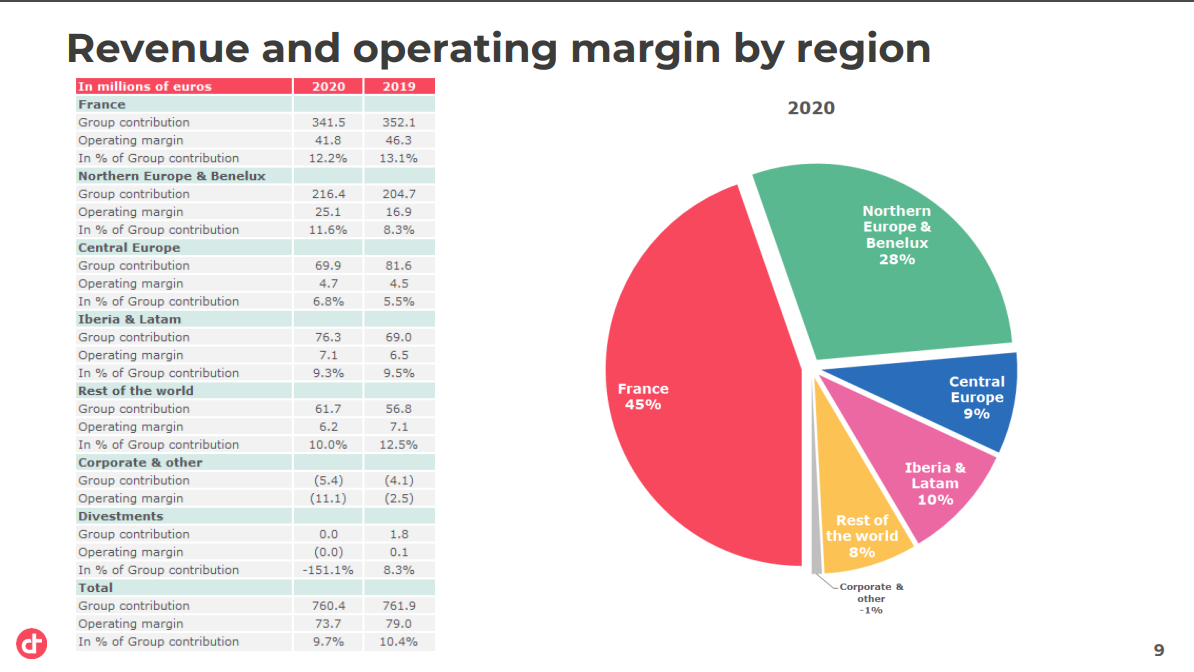 Revenue and operating margin by region
In millions of euros 2020 2019
France
Group contribution 341.5 352.1
Operating margin 41.8 46.3
In % of Group contribution 12.2% 13.1%
Northern Europe & Benelux
Group contribution 216.4 204.7
Operating margin 25.1 16.9
In % of Group contribution 11.6% 8.3%
Central Europe
Group contribution 69.9 81.6
Operating margin 4.7 4.5
In % of Group contribution 6.8% 5.5%
Iberia & Latam
Group contribution 76.3 69.0
Operating margin 7.1 6.5
In % of Group contribution 9.3% 9.5%
Rest of the world
Group contribution 61.7 56.8
Operating margin 6.2 7.1
In % of Group contribution 10.0% 12.5%
Corporate & other
Group contribution (5.4) (4.1)
Operating margin (11.1) (2.5)
Divestments
Group contribution 0.0 1.8
Operating margin (0.0) 0.1
In % of Group contribution -151.1% 8.3%
Total
Group contribution 760.4 761.9
Operating margin 73.7 79.0
In % of Group contribution 9.7% 10.4%
2020
Northern
Europe &
Benelux
28%
Central
Europe
9%
France
45%
Iberia &
Latam
10%
Rest of
the world
8%
Corporate &
other
-1%
9